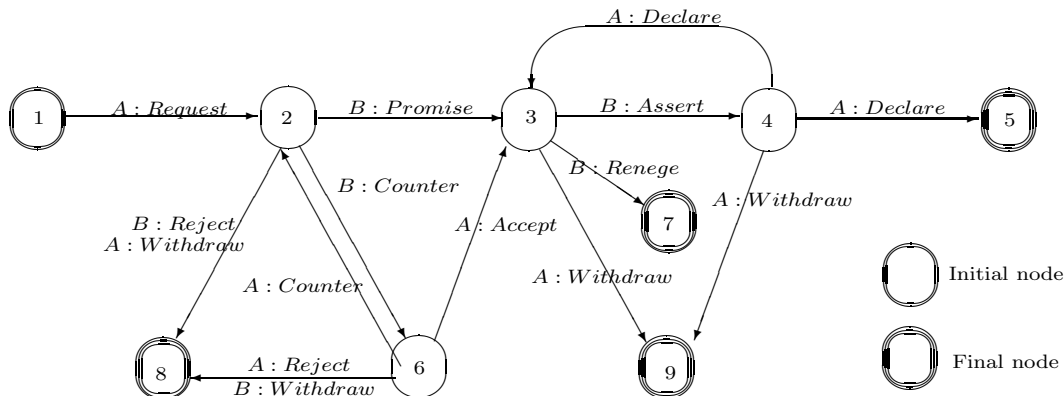 A : Declare
1
A : Request
2
B : Promise
3
B : Assert
4
A : Declare
5
B : Renege
B : Counter
7
A : Withdraw
B : Reject
A : Withdraw
A : Accept
A : Counter
A : Withdraw
Initial node
8
A : Reject
B : Withdraw
6
9
Final node